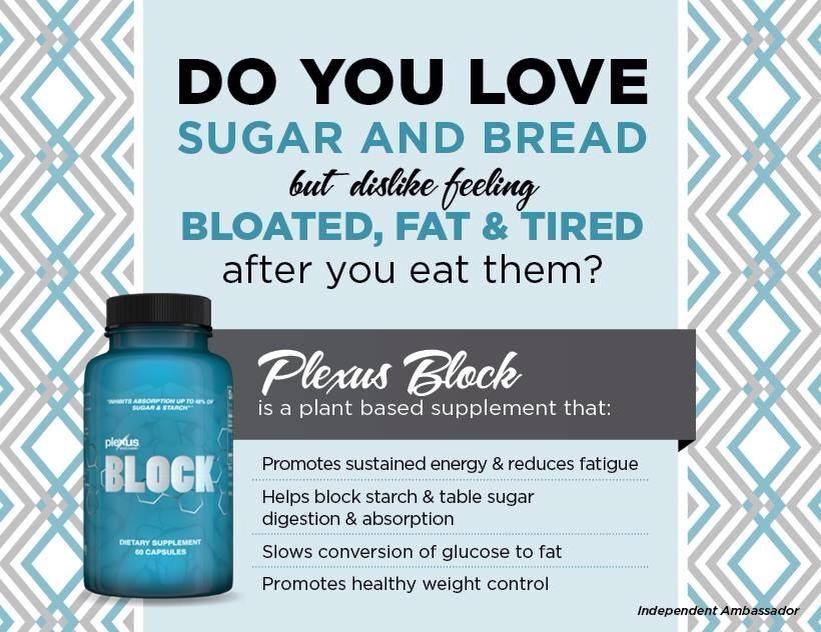 DO YOU LOVE
SUGAR AND BREAD
but dislike feeling
BLOATED, FAT & TIRED
after you eat them?
Plexus Block
is a plant based supplement that:
Promotes sustained energy & reduces fatigue
Helps block starch & table sugar
digestion & absorption
Slows conversion of glucose to fat
Promotes healthy weight control
"INHIBITS ABSORPTION UP TO 48% OF
SUGAR & STARCH"
plexus
BLOCK
DIETARY SUPPLEMENT
60 CAPSULES
Independent Ambassador